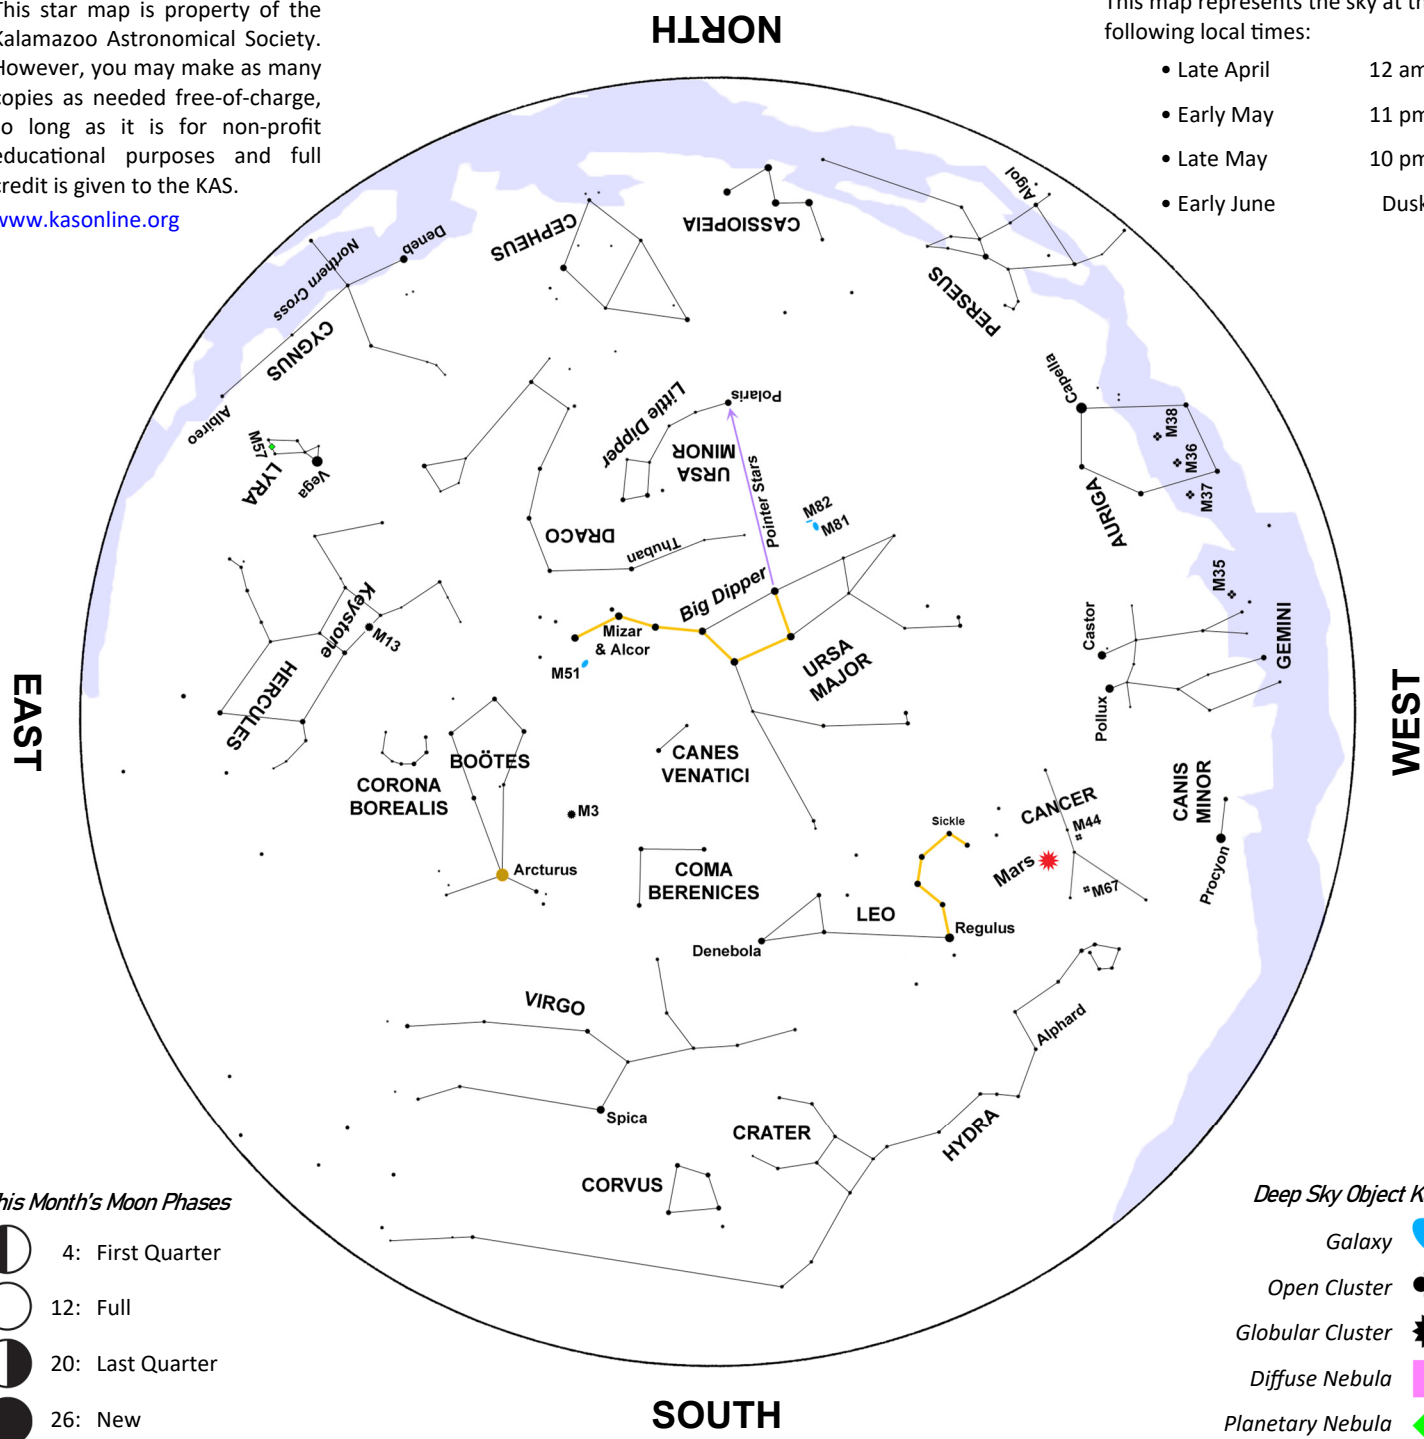 This star map is property of the
Kalamazoo Astronomical Society.
However, you may make as many
copies as needed free-of-charge,
so long as it is for non-profit
educational purposes and full
credit is given to the KAS.
www.kasonline.org
NORTH
This map represents the sky at the
following local times:
• Late April 12 am
• Early May 11 pm
• Late May 10 pm
• Early June Dusk
Algol
CASSIOPEIA
CEPHEUS
Deneb
Northern Cross
CYGNUS
Albireo
PERSEUS
Capella
M38
M36
M37
AURIGA
Polaris
Little Dipper
URSA
MINOR
M57
LYRA
Vega
Pointer Stars
M82
M81
DRACO
Thuban
Big Dipper
Mizar
& Alcor
M51
URSA
MAJOR
M35
Castor
GEMINI
Pollux
Keystone
M13
HERCULES
EAST
WEST
BOÖTES
CORONA
BOREALIS
CANES
VENATICI
M3
CANIS
MINOR
Procyon
CANCER
M44
Mars
M67
Sickle
Arcturus
COMA
BERENICES
LEO
Regulus
Denebola
VIRGO
Alphard
Spica
CRATER
HYDRA
CORVUS
This Month's Moon Phases
4: First Quarter
12: Full
20: Last Quarter
26: New
Deep Sky Object
Galaxy
Open Cluster
Globular Cluster
Diffuse Nebula
Planetary Nebula
SOUTH